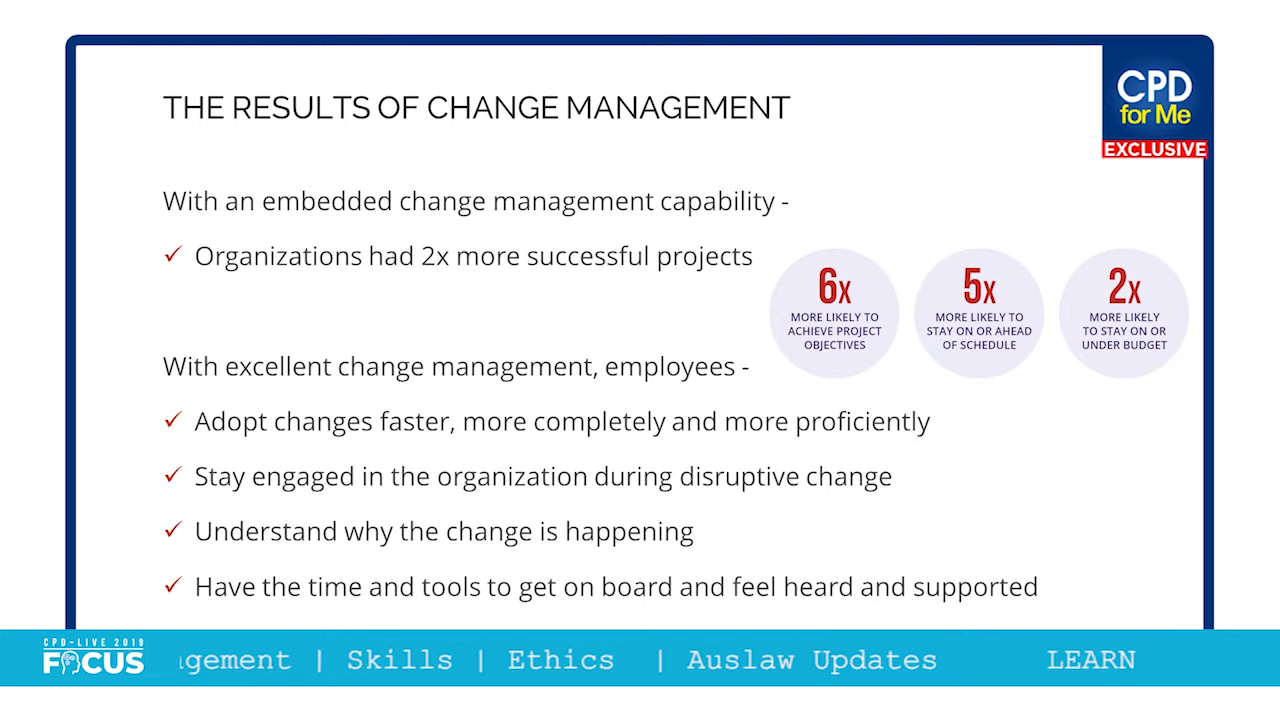 THE RESULTS OF CHANGE MANAGEMENT
CPD
for Me
EXCLUSIVE
With an embedded change management capability -
✓ Organizations had 2x more successful projects
6x
MORE LIKELY TO
ACHIEVE PROJECT
OBJECTIVES
5x
MORE LIKELY TO
STAY ON OR AHEAD
OF SCHEDULE
2x
MORE LIKELY
TO STAY ON OR
UNDER BUDGET
With excellent change management, employees -
✓ Adopt changes faster, more completely and more proficiently
✓ Stay engaged in the organization during disruptive change
✓ Understand why the change is happening
✓ Have the time and tools to get on board and feel heard and supported
CPD-LIVE 2019
FOCUS
gement | Skills | Ethics | Auslaw Updates LEARN